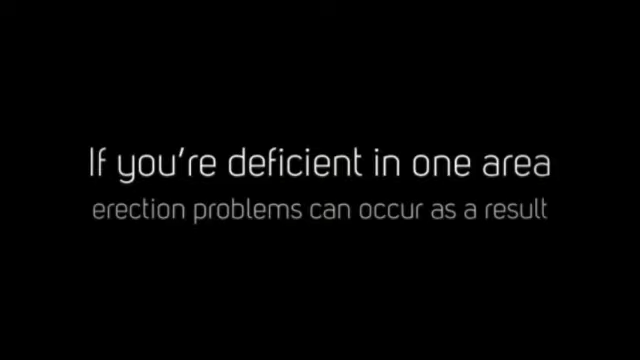 If you're deficient in one area
erection problems can occur as a result